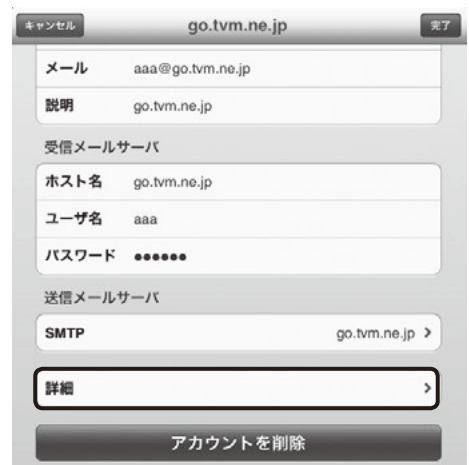 キャンセル go.tvm.ne.jp 完了
メール aaa@go.tvm.ne.jp
説明 go.tvm.ne.jp
受信メールサーバ
ホスト名 go.tvm.ne.jp
ユーザ名 aaa
パスワード ●●●●●●
送信メールサーバ
SMTP go.tvm.ne.jp >
詳細 >
アカウントを削除